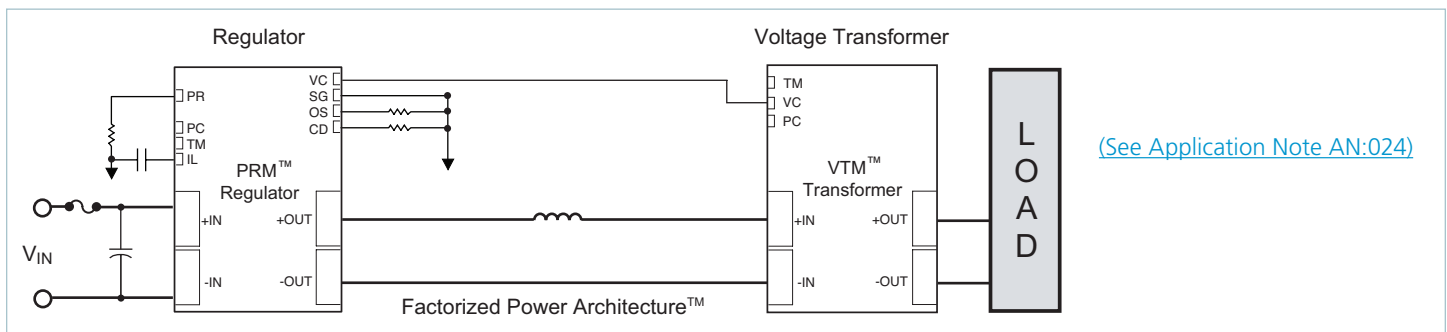 Regulator
Voltage Transformer
VC
SG
OS
CD
PR
PC
TM
IL
PRM™
Regulator
+IN
-IN
+OUT
-OUT
VIN
Factorized Power Architecture™
TM
VC
PC
VTM™
Transformer
+IN
-IN
+OUT
-OUT
LOAD
(See Application Note AN:024)